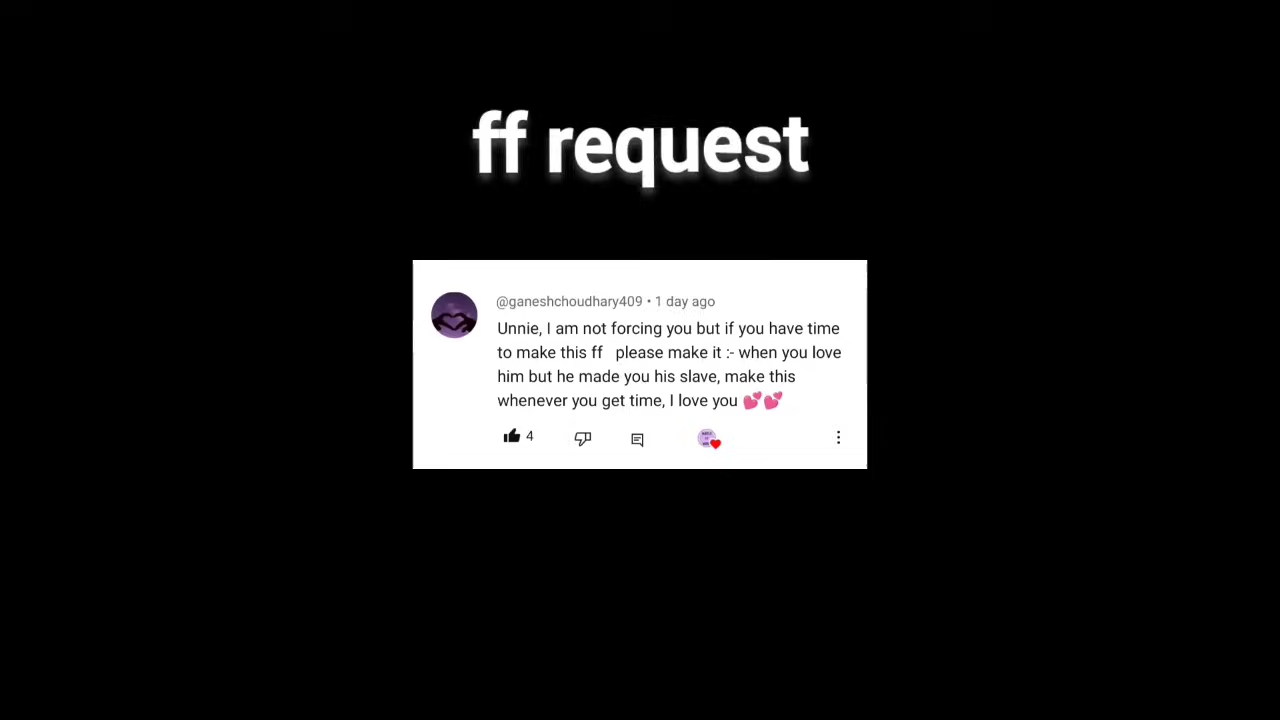 ff request
@ganeshchoudhary409 • 1 day ago
Unnie, I am not forcing you but if you have time
to make this ff please make it :- when you love
him but he made you his slave, make this
whenever you get time, I love you 💕💕
4